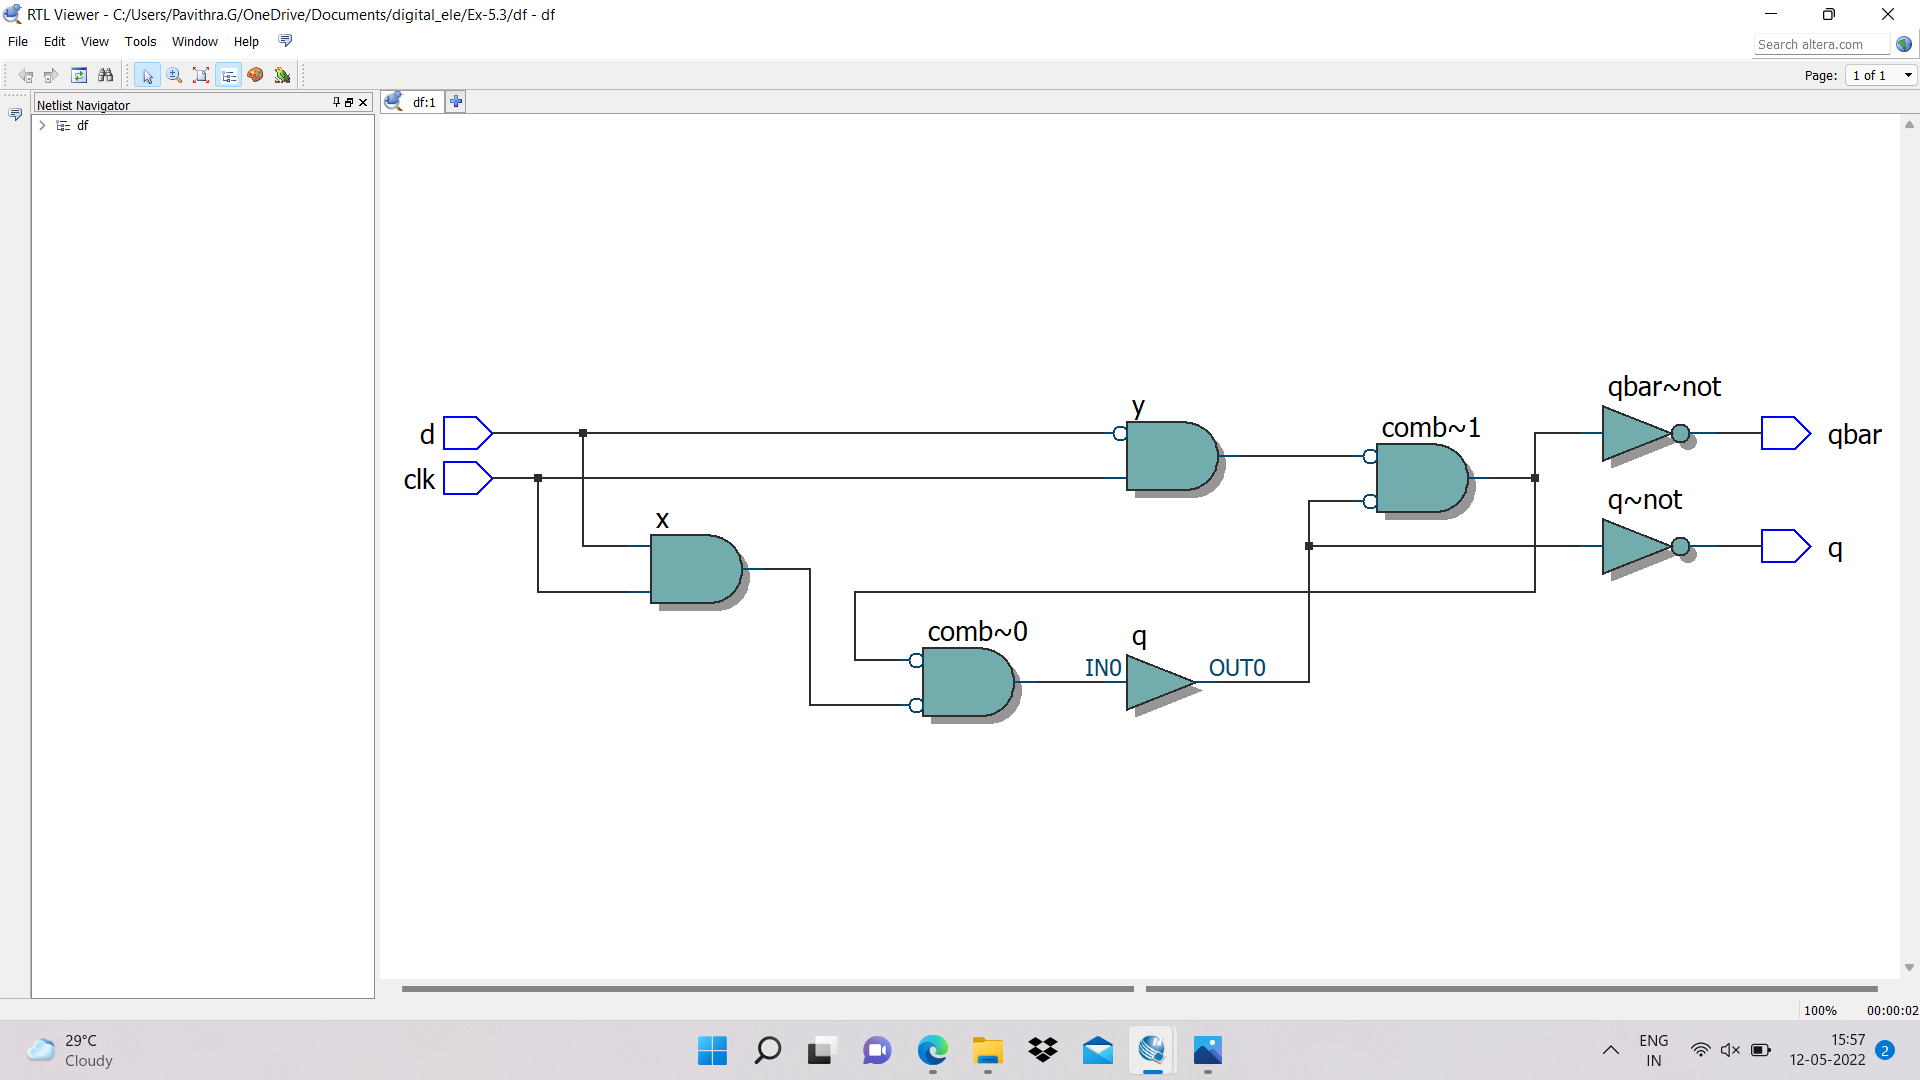 RTL Viewer - C:/Users/Pavithra.G/OneDrive/Documents/digital_ele/Ex-5.3/df - df
File Edit View Tools Window Help
Search altera.com
Page: 1 of 1
Netlist Navigator
df:1
df
qbar~not
y
comb~1
d
qbar
clk
q~not
x
q
comb~0
q
IN0
OUT0
100% 00:00:02
29°C
Cloudy
ENG
IN
15:57
12-05-2022
2